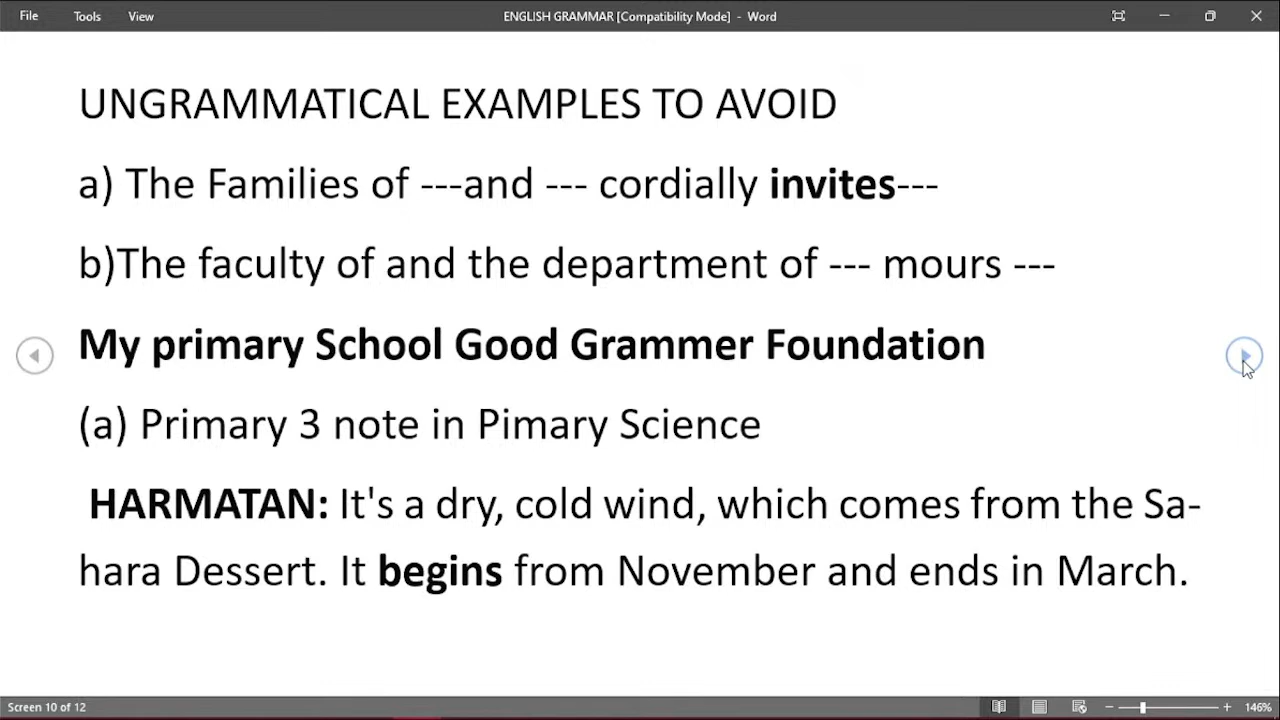 File Tools View ENGLISH GRAMMAR [Compatibility Mode] - Word
UNGRAMMATICAL EXAMPLES TO AVOID
a) The Families of ---and --- cordially invites---
b)The faculty of and the department of --- mours ---
My primary School Good Grammer Foundation
(a) Primary 3 note in Pimary Science
HARMATAN: It's a dry, cold wind, which comes from the Sa-
hara Dessert. It begins from November and ends in March.
Screen 10 of 12 146%